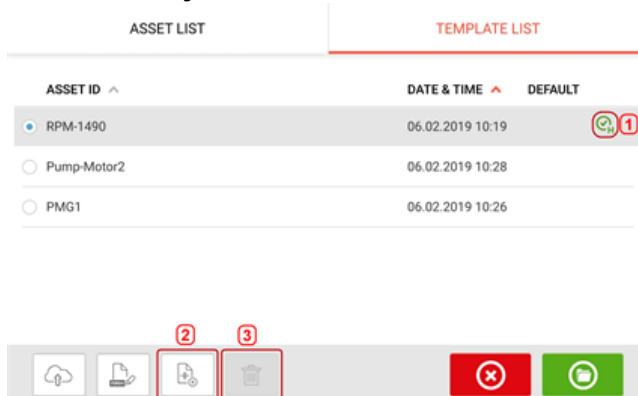 ASSET LIST TEMPLATE LIST
ASSET ID DATE & TIME DEFAULT
RPM-1490 06.02.2019 10:19 H 1
Pump-Motor2 06.02.2019 10:28
PMG1 06.02.2019 10:26
2 3